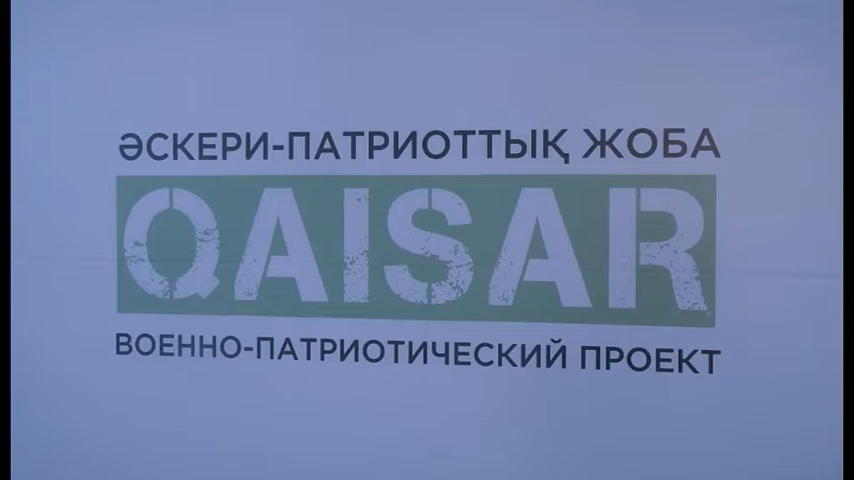 ӘСКЕРИ-ПАТРИОТТЫҚ ЖОБА
QAISAR
ВОЕННО-ПАТРИОТИЧЕСКИЙ ПРОЕКТ